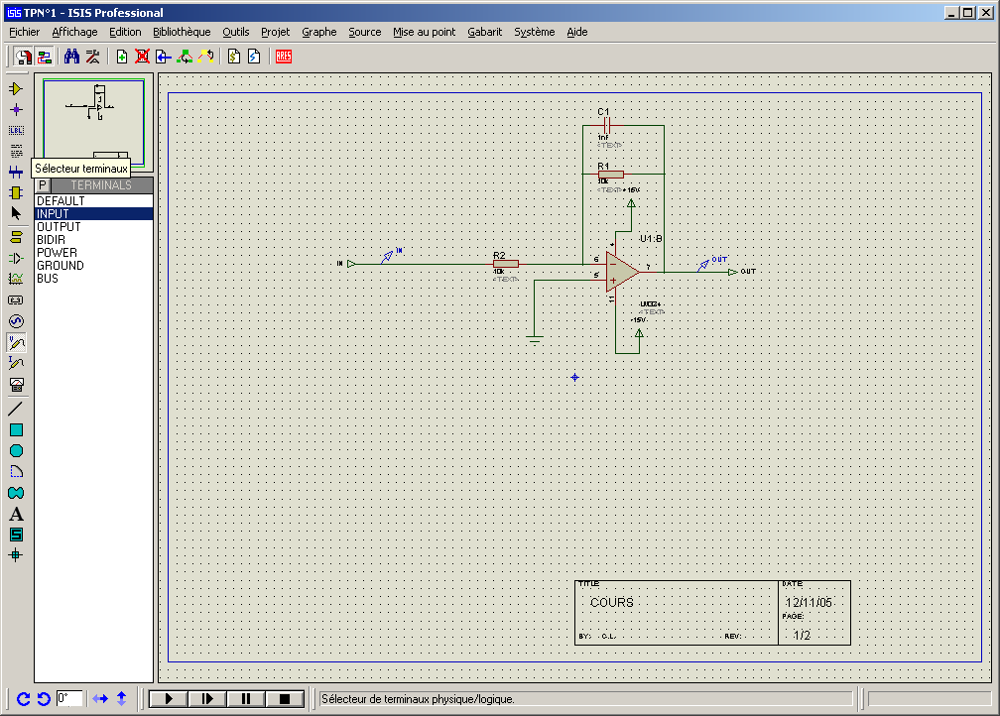 TPN°1 - ISIS Professional
Fichier Affichage Edition Bibliothèque Outils Projet Graphe Source Mise au point Gabarit Système Aide
ARES
LBL
Sélecteur terminaux
P TERMINALS
DEFAULT
INPUT
OUTPUT
BIDIR
POWER
GROUND
BUS
A
S
V
I
C1
1nF
<TEXT>
R1
10k
<TEXT>
+15V
U1:B
IN
IN
R2
10k
<TEXT>
6
5
4
7
11
OUT
OUT
LM324
<TEXT>
-15V
TITLE:
COURS
DATE:
12/11/05
PAGE:
1/2
BY: C.L.
REV:
0°
Sélecteur de terminaux physique/logique.